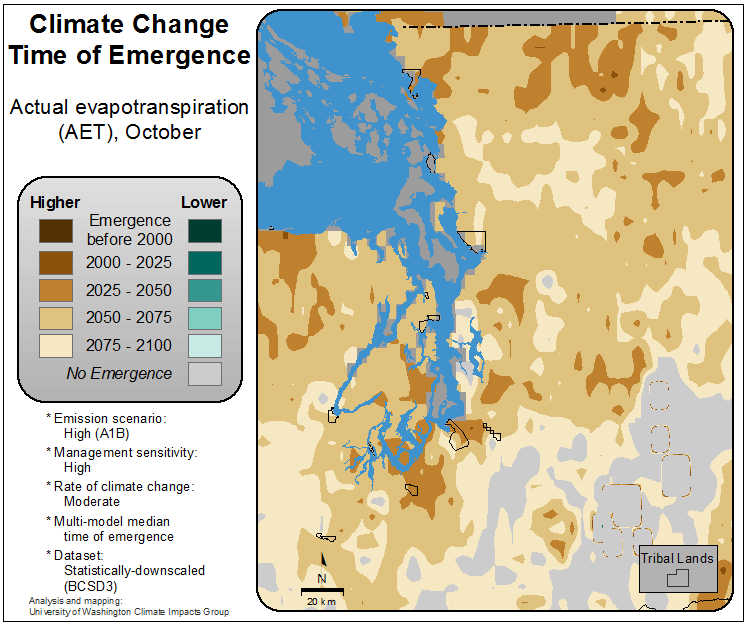 Climate Change
Time of Emergence
Actual evapotranspiration
(AET), October
Higher
Lower
Emergence
before 2000
2000 - 2025
2025 - 2050
2050 - 2075
2075 - 2100
No Emergence
* Emission scenario:
High (A1B)
* Management sensitivity:
High
* Rate of climate change:
Moderate
* Multi-model median
time of emergence
* Dataset:
Statistically-downscaled
(BCSD3)
Analysis and mapping:
University of Washington Climate Impacts Group
N
20 km
Tribal Lands